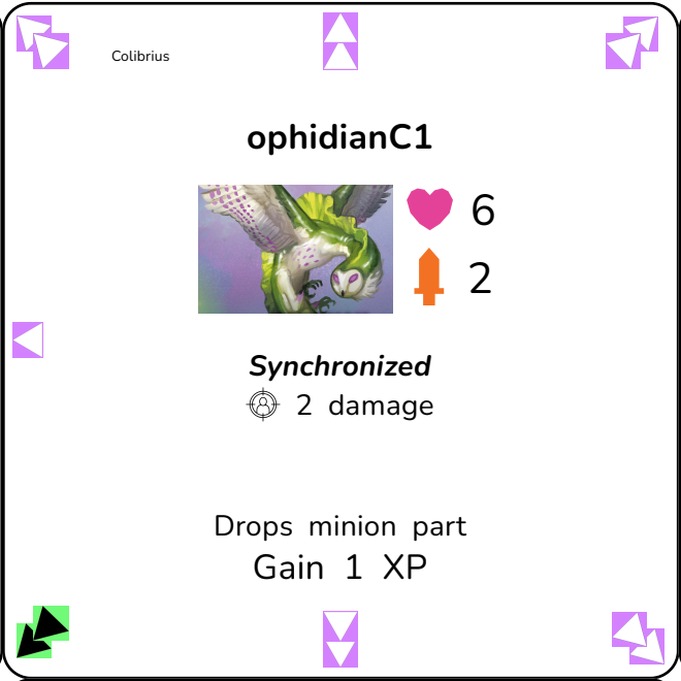 Colibrius
ophidianC1
6
2
Synchronized
2 damage
Drops minion part
Gain 1 XP